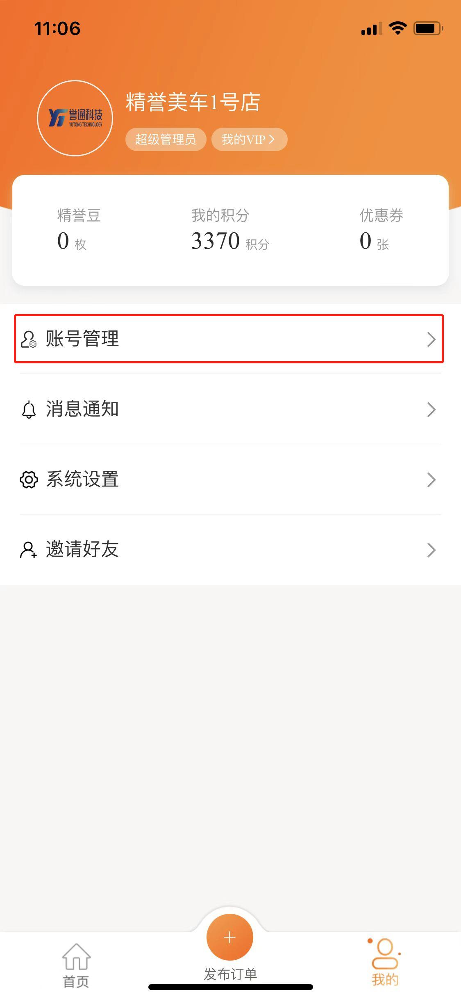 11:06
誉通科技
YUTONG TECHNOLOGY
精誉美车1号店
超级管理员 我的VIP
精誉豆 我的积分 优惠券
0 枚 3370 积分 0 张
账号管理
消息通知
系统设置
邀请好友
首页 发布订单 我的